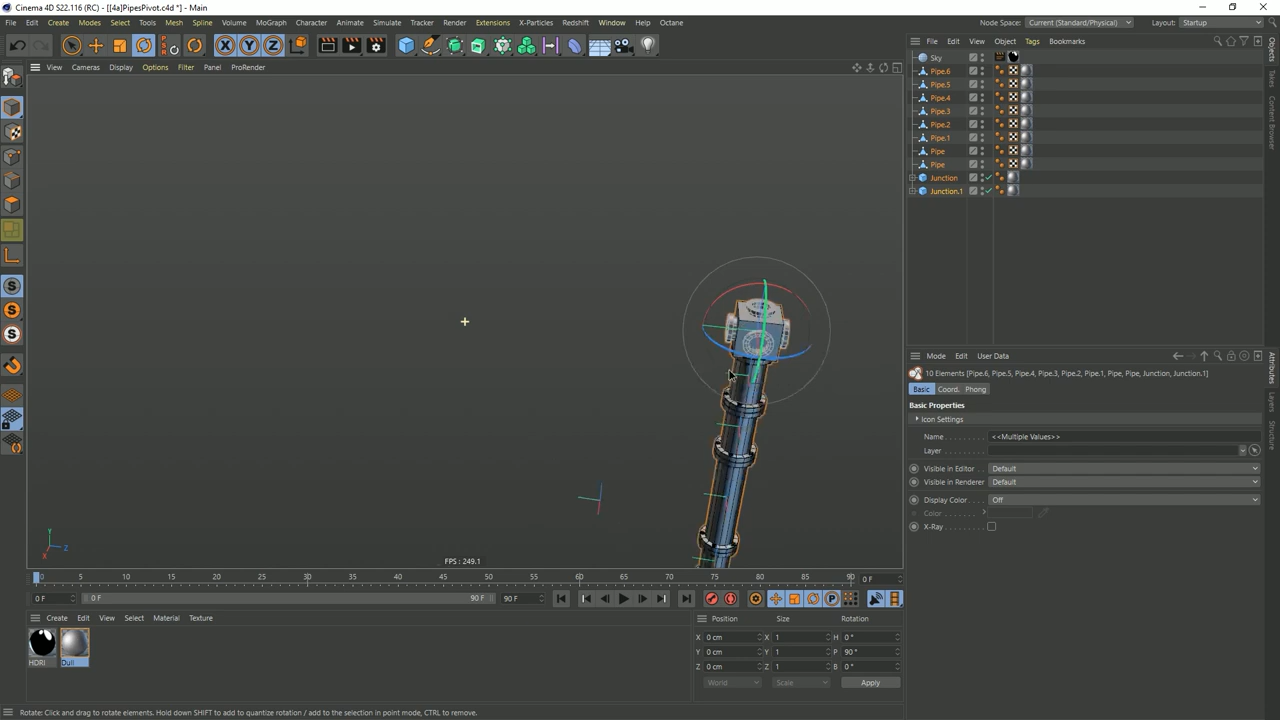 Cinema 4D S22.116 (RC) - [[4a]PipesPivot.c4d *] - Main
File Edit Create Modes Select Tools Mesh Spline Volume MoGraph Character Animate Simulate Tracker Render Extensions X-Particles Redshift Window Help Octane Node Space: Current (Standard/Physical) Layout: Startup
X Y Z
View Cameras Display Options Filter Panel ProRender
File Edit View Object Tags Bookmarks
Sky
Pipe.6
Pipe.5
Pipe.4
Pipe.3
Pipe.2
Pipe.1
Pipe
Pipe
Junction
Junction.1
Objects
Takes
Content Browser
Mode Edit User Data
10 Elements [Pipe.6, Pipe.5, Pipe.4, Pipe.3, Pipe.2, Pipe.1, Pipe, Pipe, Junction, Junction.1]
Basic Coord. Phong
Basic Properties
Icon Settings
Name <<Multiple Values>>
Layer
Visible in Editor Default
Visible in Renderer Default
Display Color Off
Color
X-Ray
Attributes
Layers
Structure
Y
Z
X
FPS : 249.1
0 5 10 15 20 25 30 35 40 45 50 55 60 65 70 75 80 85 90 0 F
0 F 0 F 90 F 90 F
Create Edit View Select Material Texture
HDRI Dull
Position Size Rotation
X 0 cm X 1 H 0 °
Y 0 cm Y 1 P 90 °
Z 0 cm Z 1 B 0 °
World Scale Apply
Rotate: Click and drag to rotate elements. Hold down SHIFT to add to quantize rotation / add to the selection in point mode, CTRL to remove.